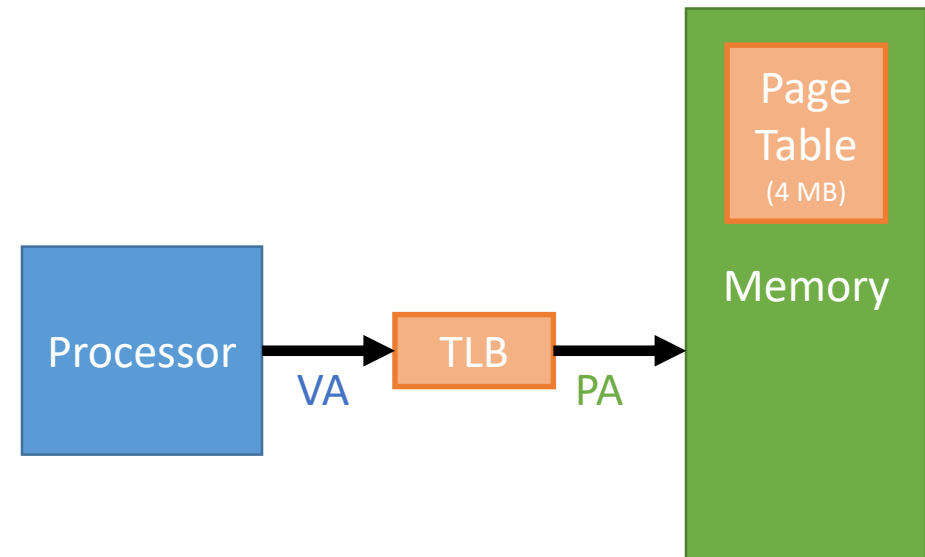 Page
Table
(4 MB)
Memory
Processor
TLB
VA
PA